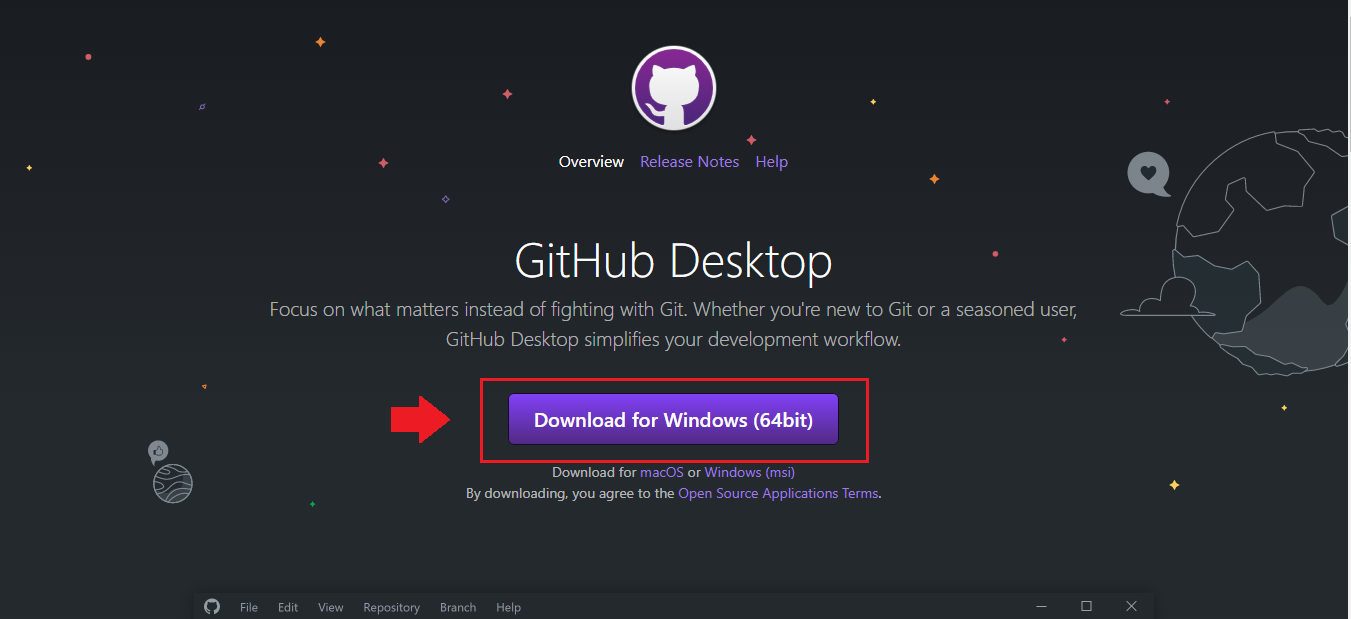 Overview Release Notes Help
GitHub Desktop
Focus on what matters instead of fighting with Git. Whether you're new to Git or a seasoned user,
GitHub Desktop simplifies your development workflow.
Download for Windows (64bit)
Download for macOS or Windows (msi)
By downloading, you agree to the Open Source Applications Terms.
File Edit View Repository Branch Help